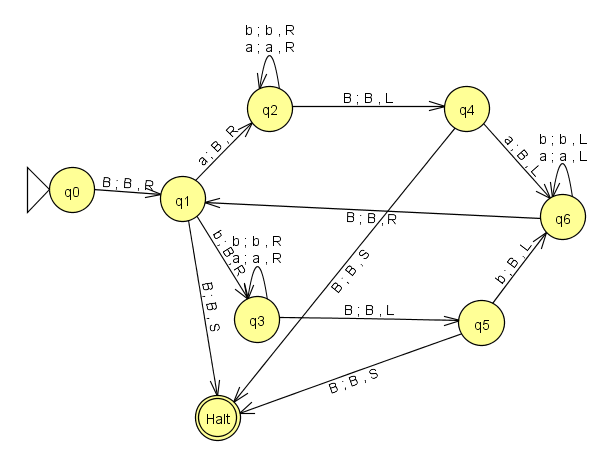 b ; b , R
a ; a , R
q2
B ; B , L
q4
a ; B , R
a ; B , L
b ; b , L
a ; a , L
q0
B ; B , R
q1
q6
B ; B , R
b ; B , R
b ; b , R
a ; a , R
B ; B , S
B ; B , S
b ; B , L
q3
B ; B , L
q5
B ; B , S
Halt